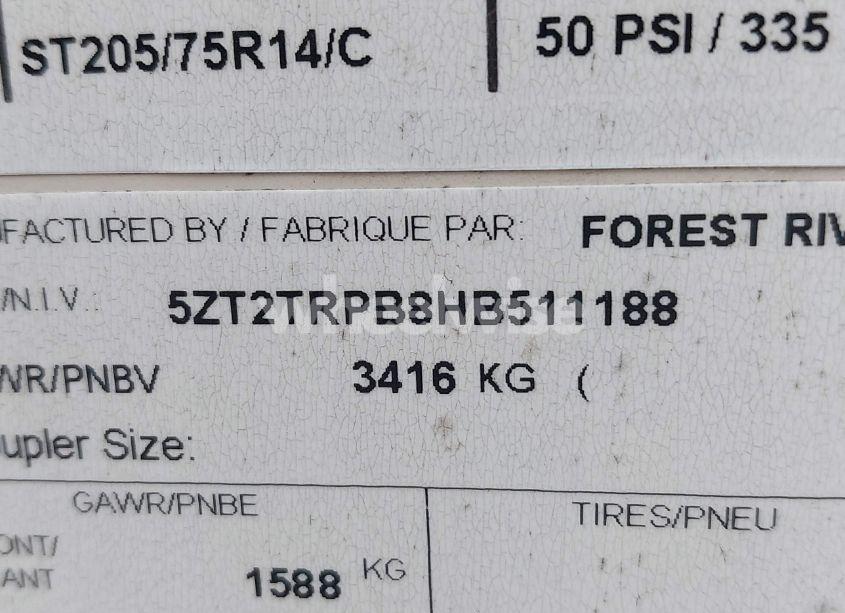 ST205/75R14/C 50 PSI / 335
FACTURED BY / FABRIQUE PAR: FOREST RIV
/N.I.V.: 5ZT2TRPB8HB511188
WR/PNBV 3416 KG (
upler Size:
GAWR/PNBE TIRES/PNEU
ONT/
ANT 1588 KG